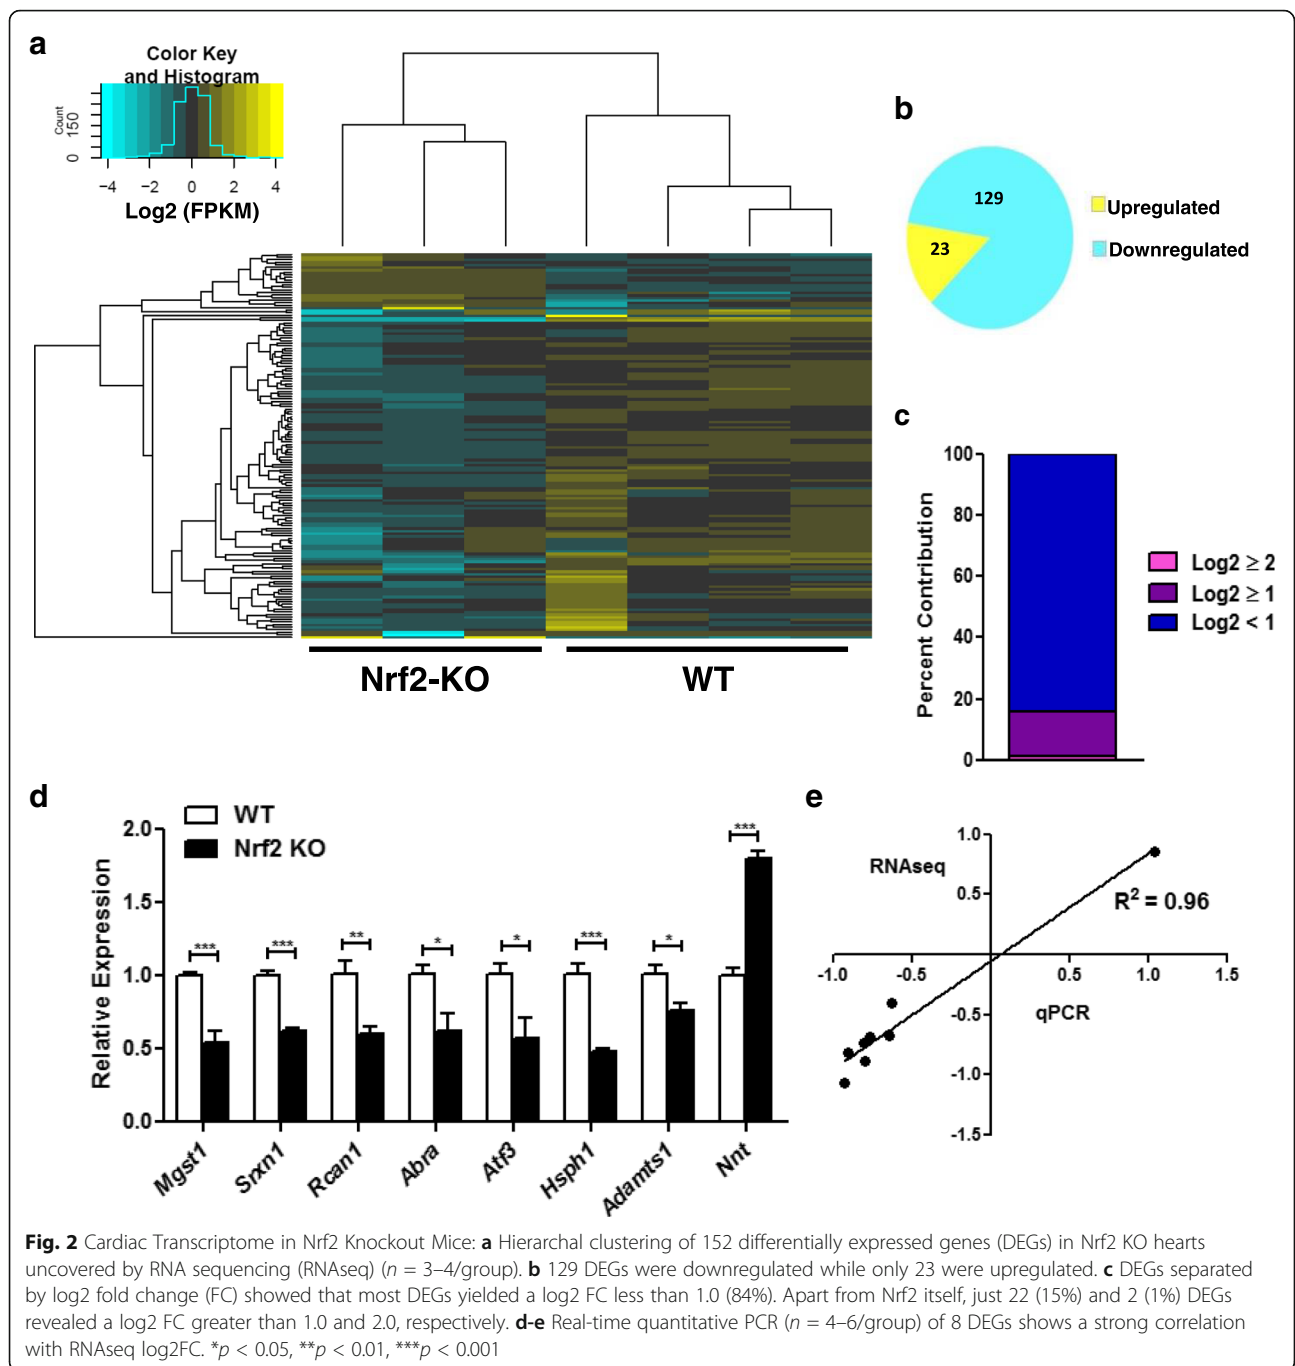 a
Color Key
and Histogram
Count
0 150
−4 −2 0 2 4
Log2 (FPKM)
Nrf2-KO
WT
b
129
23
Upregulated
Downregulated
c
Percent Contribution
100
80
60
40
20
0
Log2 ≥ 2
Log2 ≥ 1
Log2 < 1
d
WT
Nrf2 KO
Relative Expression
2.0
1.5
1.0
0.5
0.0
*** *** ** * * *** * ***
Mgst1 Srxn1 Rcan1 Abra Atf3 Hsph1 Adamts1 Nnt
e
RNAseq
1.0
0.5
R² = 0.96
-1.0 -0.5 0.5 1.0 1.5
qPCR
-0.5
-1.0
-1.5
Fig. 2 Cardiac Transcriptome in Nrf2 Knockout Mice: a Hierarchal clustering of 152 differentially expressed genes (DEGs) in Nrf2 KO hearts
uncovered by RNA sequencing (RNAseq) (n = 3–4/group). b 129 DEGs were downregulated while only 23 were upregulated. c DEGs separated
by log2 fold change (FC) showed that most DEGs yielded a log2 FC less than 1.0 (84%). Apart from Nrf2 itself, just 22 (15%) and 2 (1%) DEGs
revealed a log2 FC greater than 1.0 and 2.0, respectively. d-e Real-time quantitative PCR (n = 4–6/group) of 8 DEGs shows a strong correlation
with RNAseq log2FC. *p < 0.05, **p < 0.01, ***p < 0.001